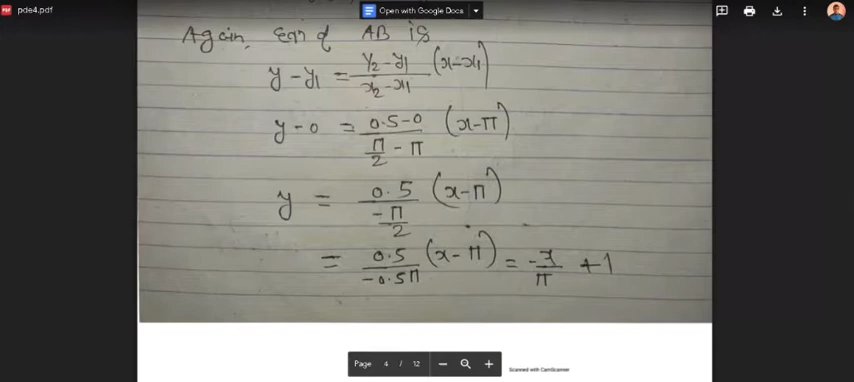 PDF pde4.pdf
Open with Google Docs
Again, Eqn of AB is
y - y₁ = (y₂ - y₁)/(x₂ - x₁) (x - x₁)
y - 0 = (0.5 - 0)/(π/2 - π) (x - π)
y = 0.5/(-π/2) (x - π)
= 0.5/(-0.5π) (x - π) = -x/π + 1
Page 4 / 12
Scanned with CamScanner